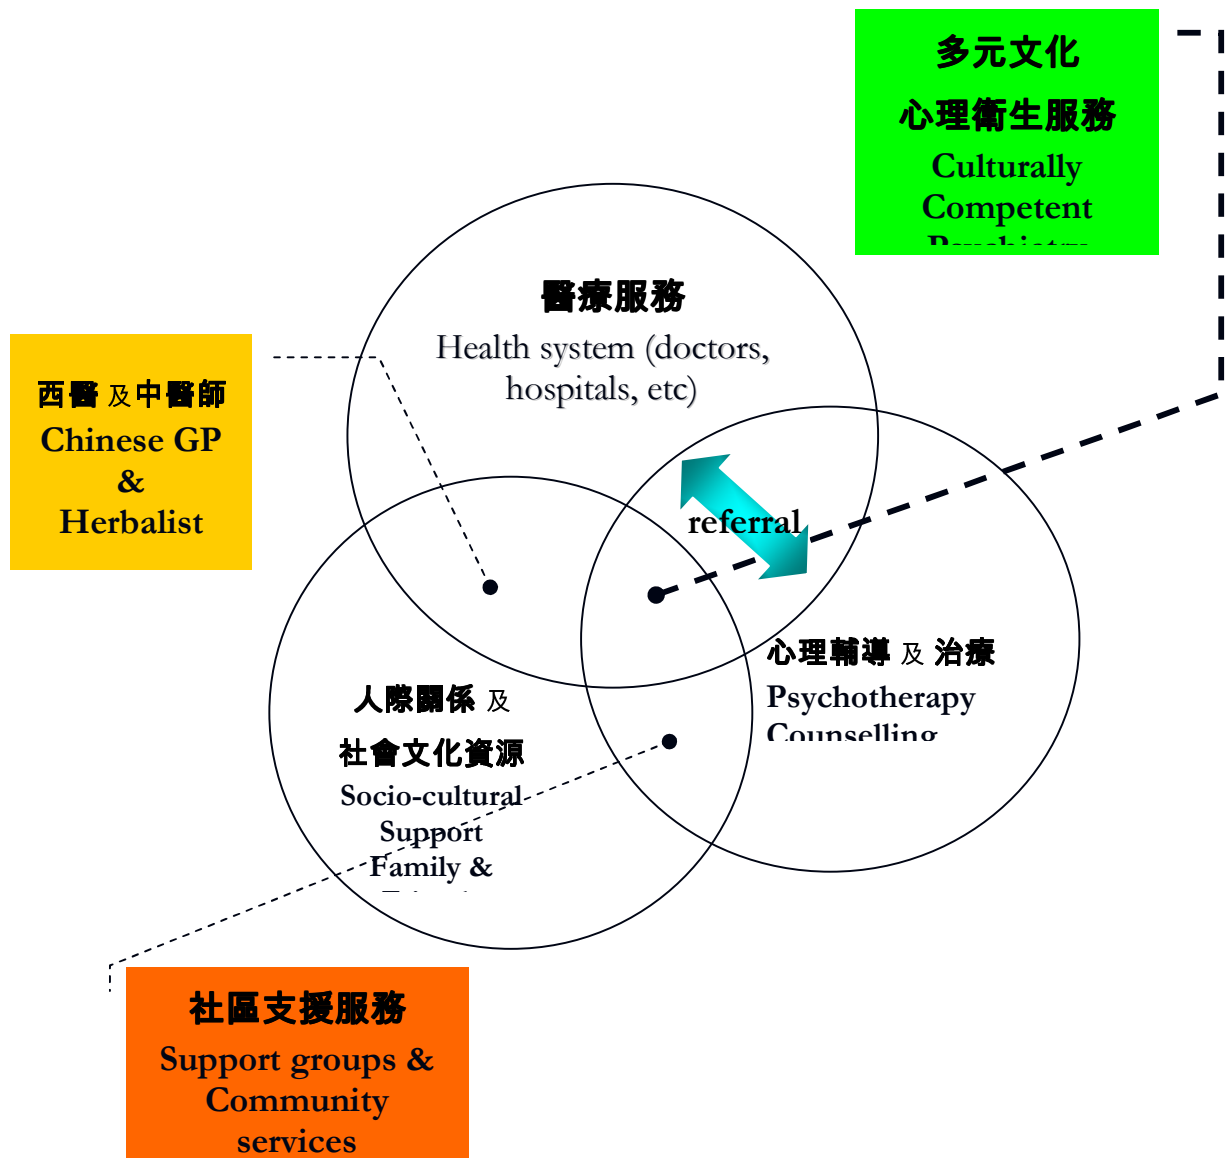 多元文化
心理衛生服務
Culturally
Competent
Psychiatry
醫療服務
Health system (doctors,
hospitals, etc)
西醫 及中醫師
Chinese GP
&
Herbalist
referral
心理輔導 及 治療
Psychotherapy
Counselling
人際關係 及
社會文化資源
Socio-cultural
Support
Family &
社區支援服務
Support groups &
Community
services